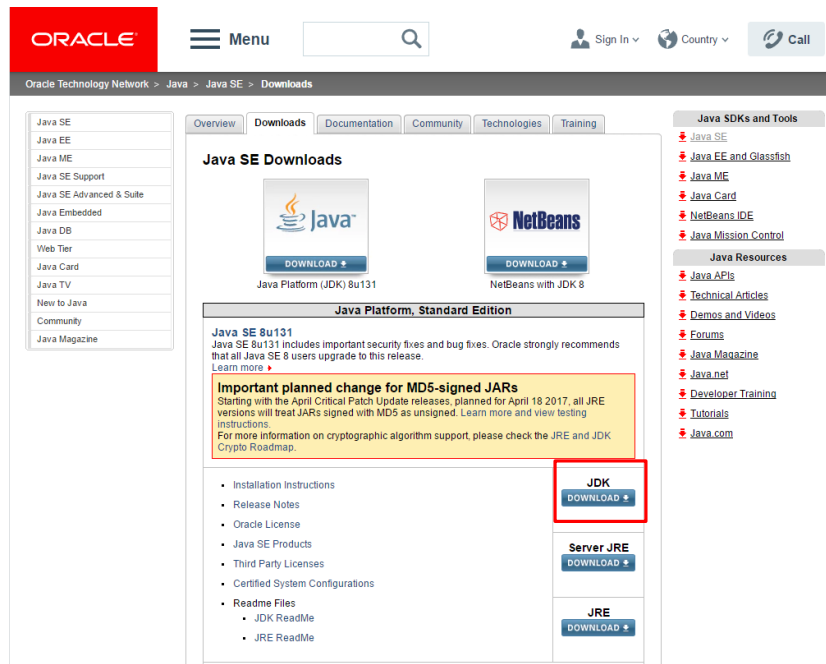 ORACLE
Menu
Sign In
Country
Call
Oracle Technology Network > Java > Java SE > Downloads
Java SE
Java EE
Java ME
Java SE Support
Java SE Advanced & Suite
Java Embedded
Java DB
Web Tier
Java Card
Java TV
New to Java
Community
Java Magazine
Overview
Downloads
Documentation
Community
Technologies
Training
Java SE Downloads
Java
DOWNLOAD
Java Platform (JDK) 8u131
NetBeans
DOWNLOAD
NetBeans with JDK 8
Java Platform, Standard Edition
Java SE 8u131
Java SE 8u131 includes important security fixes and bug fixes. Oracle strongly recommends
that all Java SE 8 users upgrade to this release.
Learn more
Important planned change for MD5-signed JARs
Starting with the April Critical Patch Update releases, planned for April 18 2017, all JRE
versions will treat JARs signed with MD5 as unsigned. Learn more and view testing
instructions.
For more information on cryptographic algorithm support, please check the JRE and JDK
Crypto Roadmap.
Installation Instructions
Release Notes
Oracle License
Java SE Products
Third Party Licenses
Certified System Configurations
Readme Files
JDK ReadMe
JRE ReadMe
JDK
DOWNLOAD
Server JRE
DOWNLOAD
JRE
DOWNLOAD
Java SDKs and Tools
Java SE
Java EE and Glassfish
Java ME
Java Card
NetBeans IDE
Java Mission Control
Java Resources
Java APIs
Technical Articles
Demos and Videos
Forums
Java Magazine
Java.net
Developer Training
Tutorials
Java.com